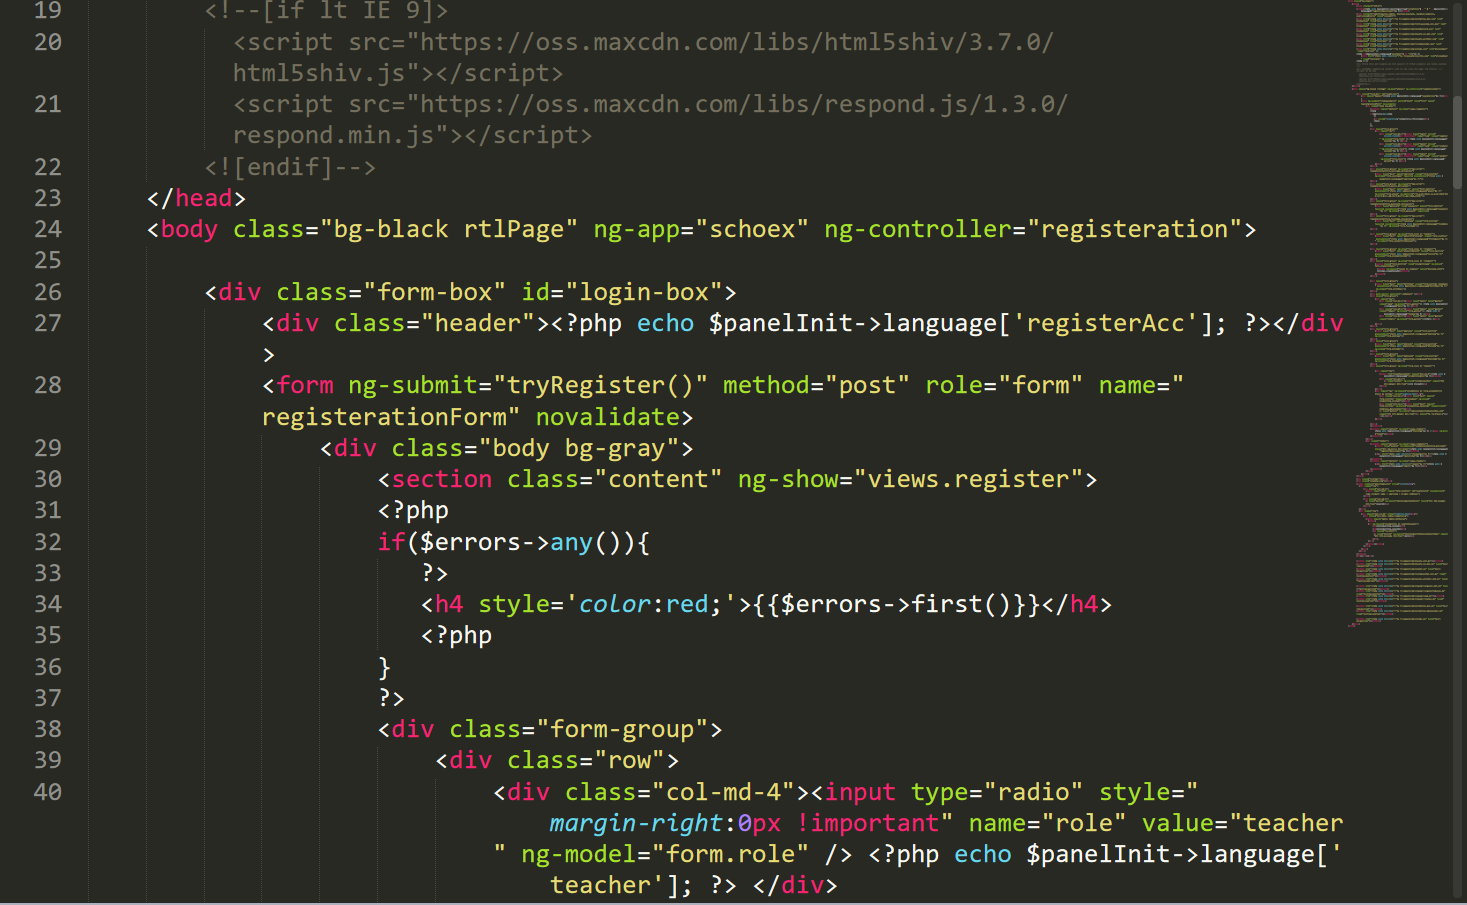 19 <!--[if lt IE 9]>
20 <script src="https://oss.maxcdn.com/libs/html5shiv/3.7.0/
html5shiv.js"></script>
21 <script src="https://oss.maxcdn.com/libs/respond.js/1.3.0/
respond.min.js"></script>
22 <![endif]-->
23 </head>
24 <body class="bg-black rtlPage" ng-app="schoex" ng-controller="registeration">
25
26 <div class="form-box" id="login-box">
27 <div class="header"><?php echo $panelInit->language['registerAcc']; ?></div
>
28 <form ng-submit="tryRegister()" method="post" role="form" name="
registerationForm" novalidate>
29 <div class="body bg-gray">
30 <section class="content" ng-show="views.register">
31 <?php
32 if($errors->any()){
33 ?>
34 <h4 style='color:red;'>{{$errors->first()}}</h4>
35 <?php
36 }
37 ?>
38 <div class="form-group">
39 <div class="row">
40 <div class="col-md-4"><input type="radio" style="
margin-right:0px !important" name="role" value="teacher
" ng-model="form.role" /> <?php echo $panelInit->language['
teacher']; ?> </div>